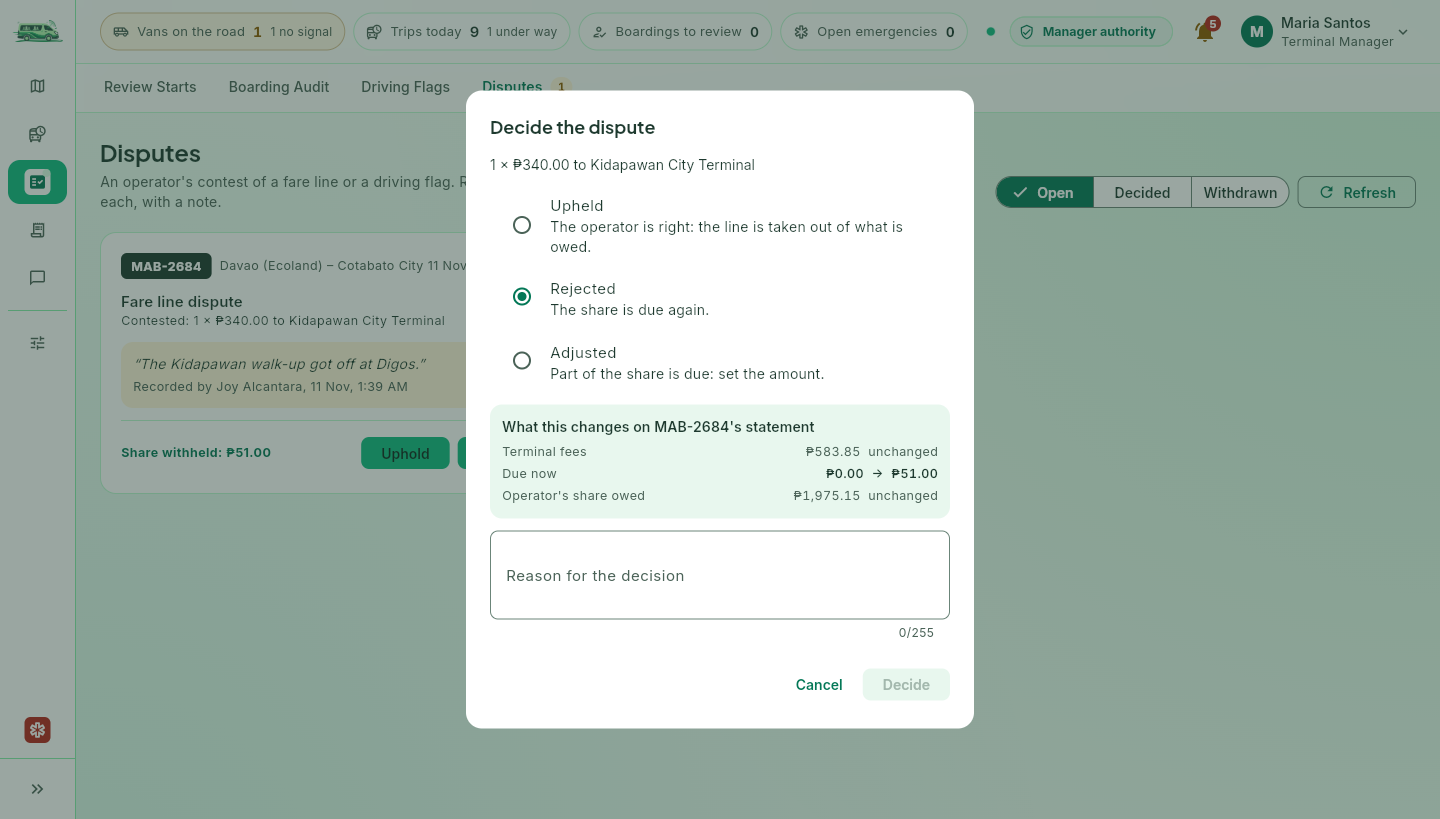 Vans on the road 1 1 no signal
Trips today 9 1 under way
Boardings to review 0
Open emergencies 0
Manager authority
5
M
Maria Santos
Terminal Manager
Review Starts
Boarding Audit
Driving Flags
Disputes 1
Disputes
An operator's contest of a fare line or a driving flag.
each, with a note.
Open
Decided
Withdrawn
Refresh
MAB-2684
Davao (Ecoland) – Cotabato City 11 Nov
Fare line dispute
Contested: 1 × ₱340.00 to Kidapawan City Terminal
“The Kidapawan walk-up got off at Digos.”
Recorded by Joy Alcantara, 11 Nov, 1:39 AM
Share withheld: ₱51.00
Uphold
Decide the dispute
1 × ₱340.00 to Kidapawan City Terminal
Upheld
The operator is right: the line is taken out of what is
owed.
Rejected
The share is due again.
Adjusted
Part of the share is due: set the amount.
What this changes on MAB-2684's statement
Terminal fees ₱583.85 unchanged
Due now ₱0.00 → ₱51.00
Operator's share owed ₱1,975.15 unchanged
Reason for the decision
0/255
Cancel
Decide